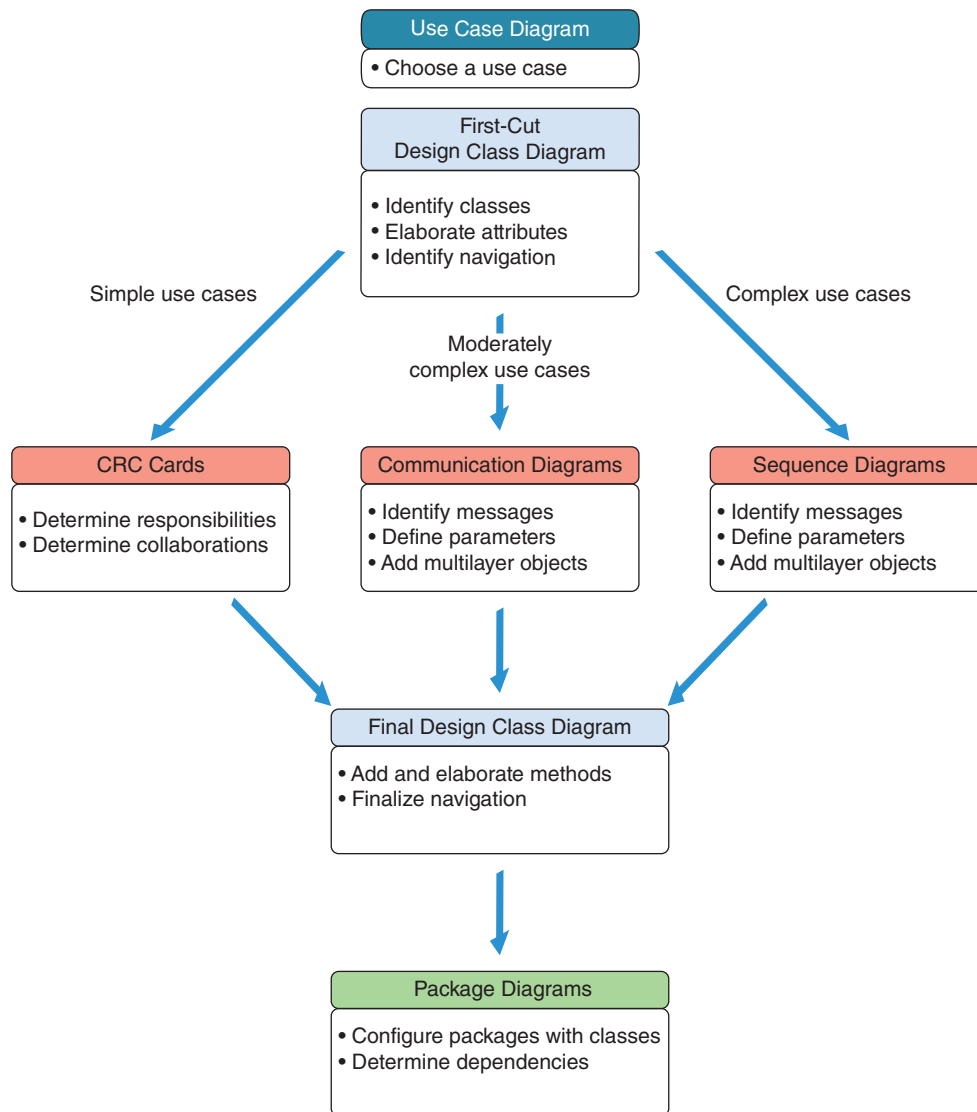 Use Case Diagram
• Choose a use case
First-Cut
Design Class Diagram
• Identify classes
• Elaborate attributes
• Identify navigation
Simple use cases
Moderately
complex use cases
Complex use cases
CRC Cards
• Determine responsibilities
• Determine collaborations
Communication Diagrams
• Identify messages
• Define parameters
• Add multilayer objects
Sequence Diagrams
• Identify messages
• Define parameters
• Add multilayer objects
Final Design Class Diagram
• Add and elaborate methods
• Finalize navigation
Package Diagrams
• Configure packages with classes
• Determine dependencies